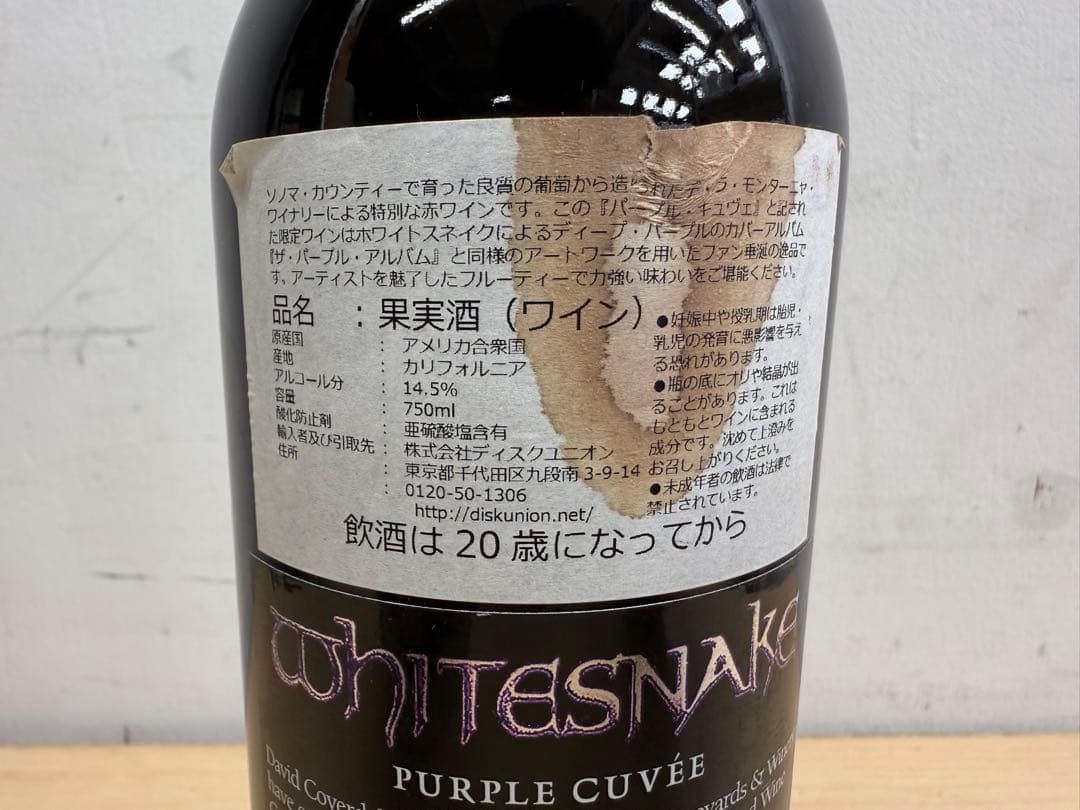 ソノマ・カウンティーで育った良質の葡萄から造られたデ・ラ・モンターニャ・
ワイナリーによる特別な赤ワインです。この『パープル・キュヴェ』と記され
た限定ワインはホワイトスネイクによるディープ・パープルのカバーアルバム
『ザ・パープル・アルバム』と同様のアートワークを用いたファン垂涎の逸品で
す。アーティストを魅了したフルーティーで力強い味わいをご堪能ください。
品名 ：果実酒（ワイン）
原産国 ： アメリカ合衆国
産地 ： カリフォルニア
アルコール分 ： 14.5%
容量 ： 750ml
酸化防止剤 ： 亜硫酸塩含有
輸入者及び引取先 ： 株式会社ディスクユニオン
住所 ： 東京都千代田区九段南 3-9-14
： 0120-50-1306
http://diskunion.net/
●妊娠中や授乳期は胎児・
乳児の発育に悪影響を与え
る恐れがあります。
●瓶の底にオリや結晶が出
ることがあります。これは
もともとワインに含まれる
成分です。沈めて上澄みを
お召し上がりください。
●未成年者の飲酒は法律で
禁止されています。
飲酒は 20 歳になってから
WHITESNAKE
PURPLE CUVÉE
David Coverd
yards & Winery
have
d Wine